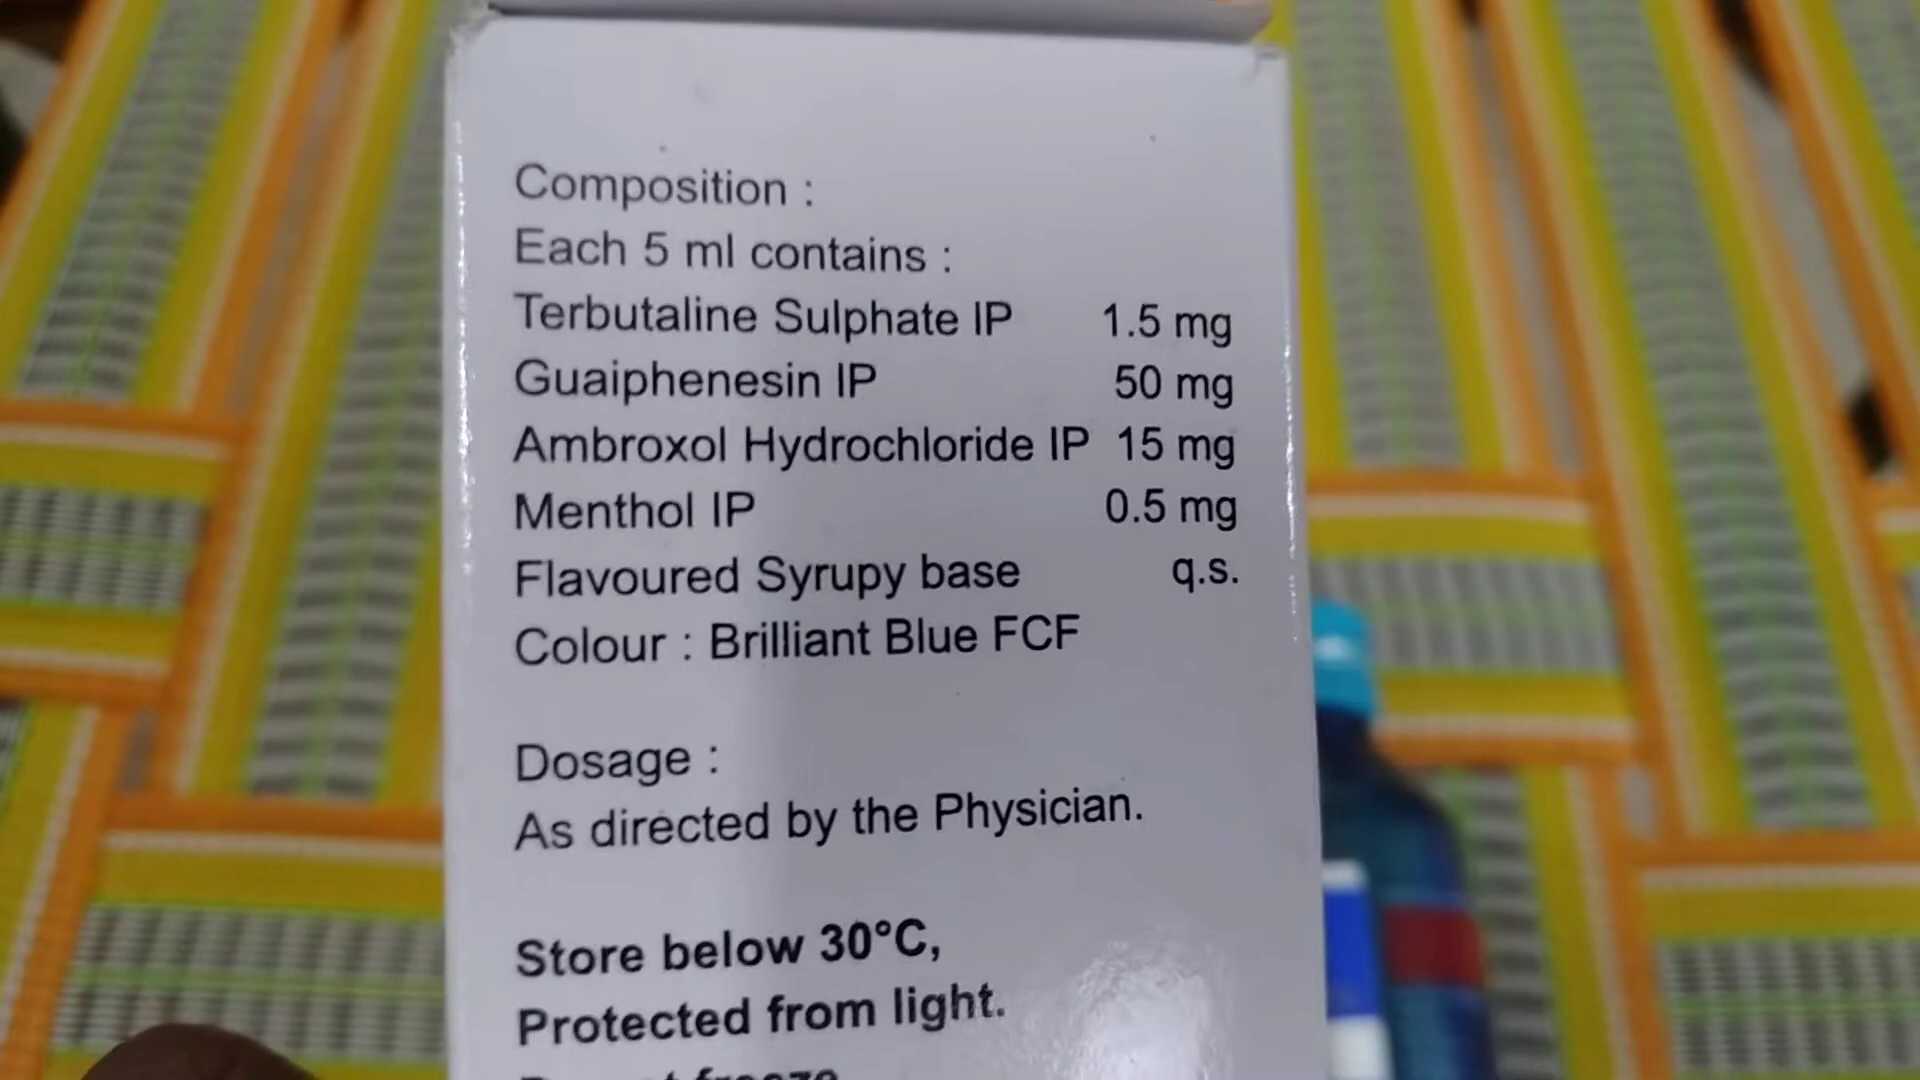 Composition :
Each 5 ml contains :
Terbutaline Sulphate IP 1.5 mg
Guaiphenesin IP 50 mg
Ambroxol Hydrochloride IP 15 mg
Menthol IP 0.5 mg
Flavoured Syrupy base q.s.
Colour : Brilliant Blue FCF
Dosage :
As directed by the Physician.
Store below 30°C,
Protected from light.
freeze